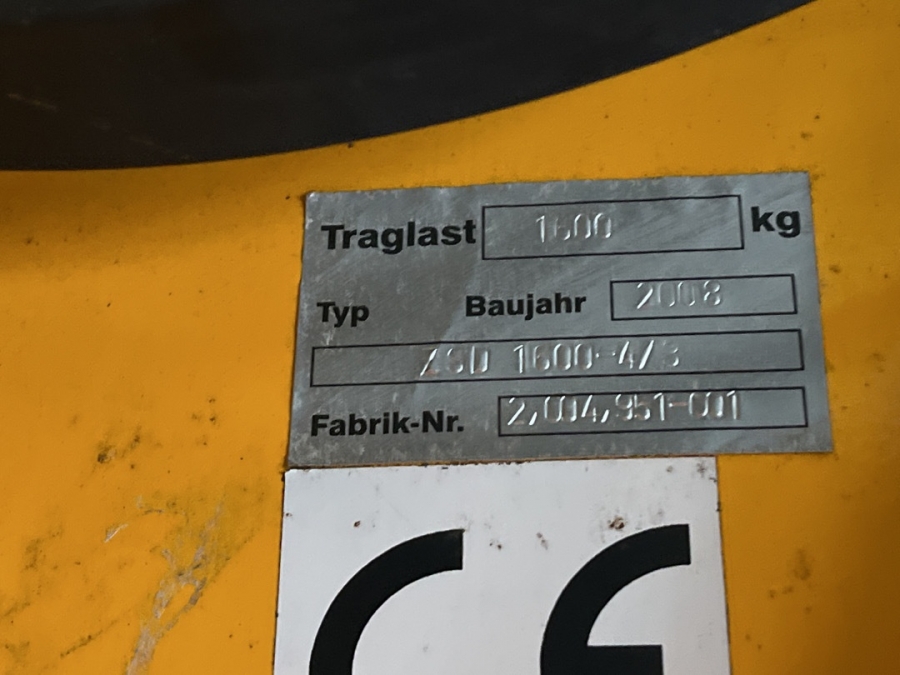 Traglast 1600 kg
Typ Baujahr 2008
ZSD 1600-4/3
Fabrik-Nr. 2,004,951-001
CE